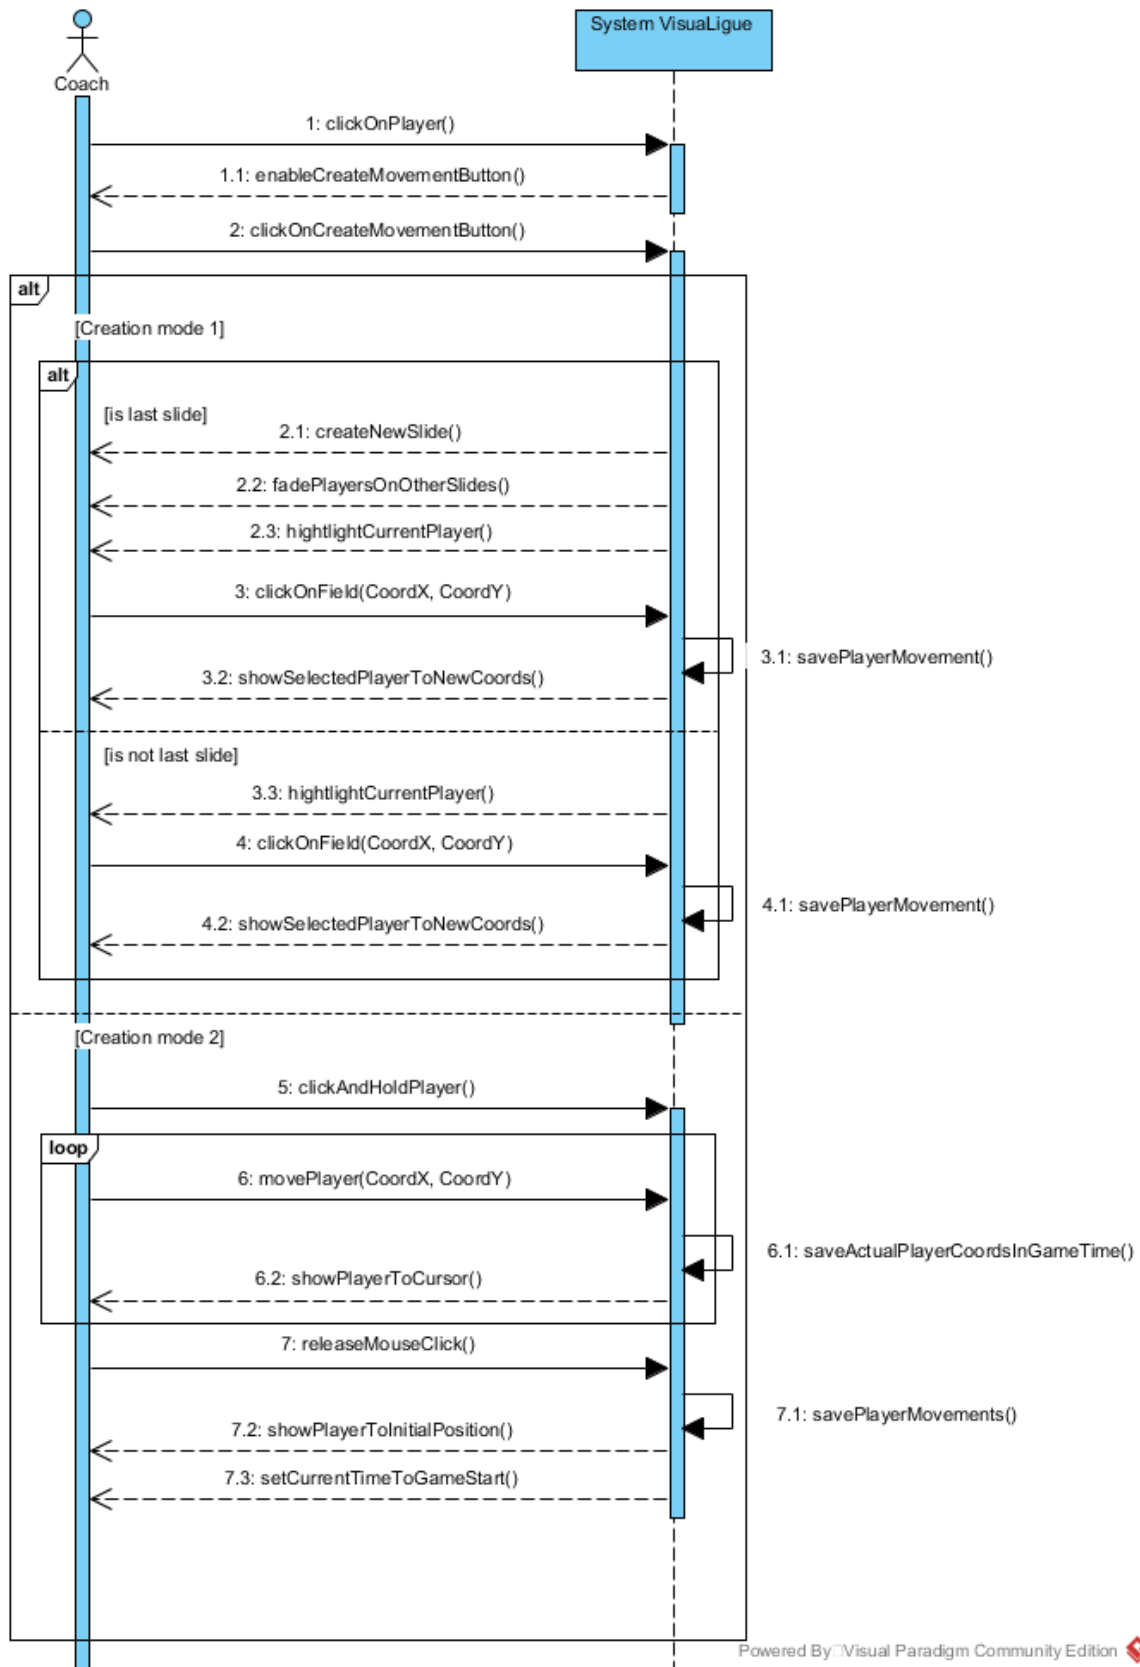 System VisuaLigue
Coach
1: clickOnPlayer()
1.1: enableCreateMovementButton()
2: clickOnCreateMovementButton()
alt
[Creation mode 1]
alt
[is last slide]
2.1: createNewSlide()
2.2: fadePlayersOnOtherSlides()
2.3: hightlightCurrentPlayer()
3: clickOnField(CoordX, CoordY)
3.1: savePlayerMovement()
3.2: showSelectedPlayerToNewCoords()
[is not last slide]
3.3: hightlightCurrentPlayer()
4: clickOnField(CoordX, CoordY)
4.1: savePlayerMovement()
4.2: showSelectedPlayerToNewCoords()
[Creation mode 2]
5: clickAndHoldPlayer()
loop
6: movePlayer(CoordX, CoordY)
6.1: saveActualPlayerCoordsInGameTime()
6.2: showPlayerToCursor()
7: releaseMouseClick()
7.1: savePlayerMovements()
7.2: showPlayerToInitialPosition()
7.3: setCurrentTimeToGameStart()
Powered By Visual Paradigm Community Edition